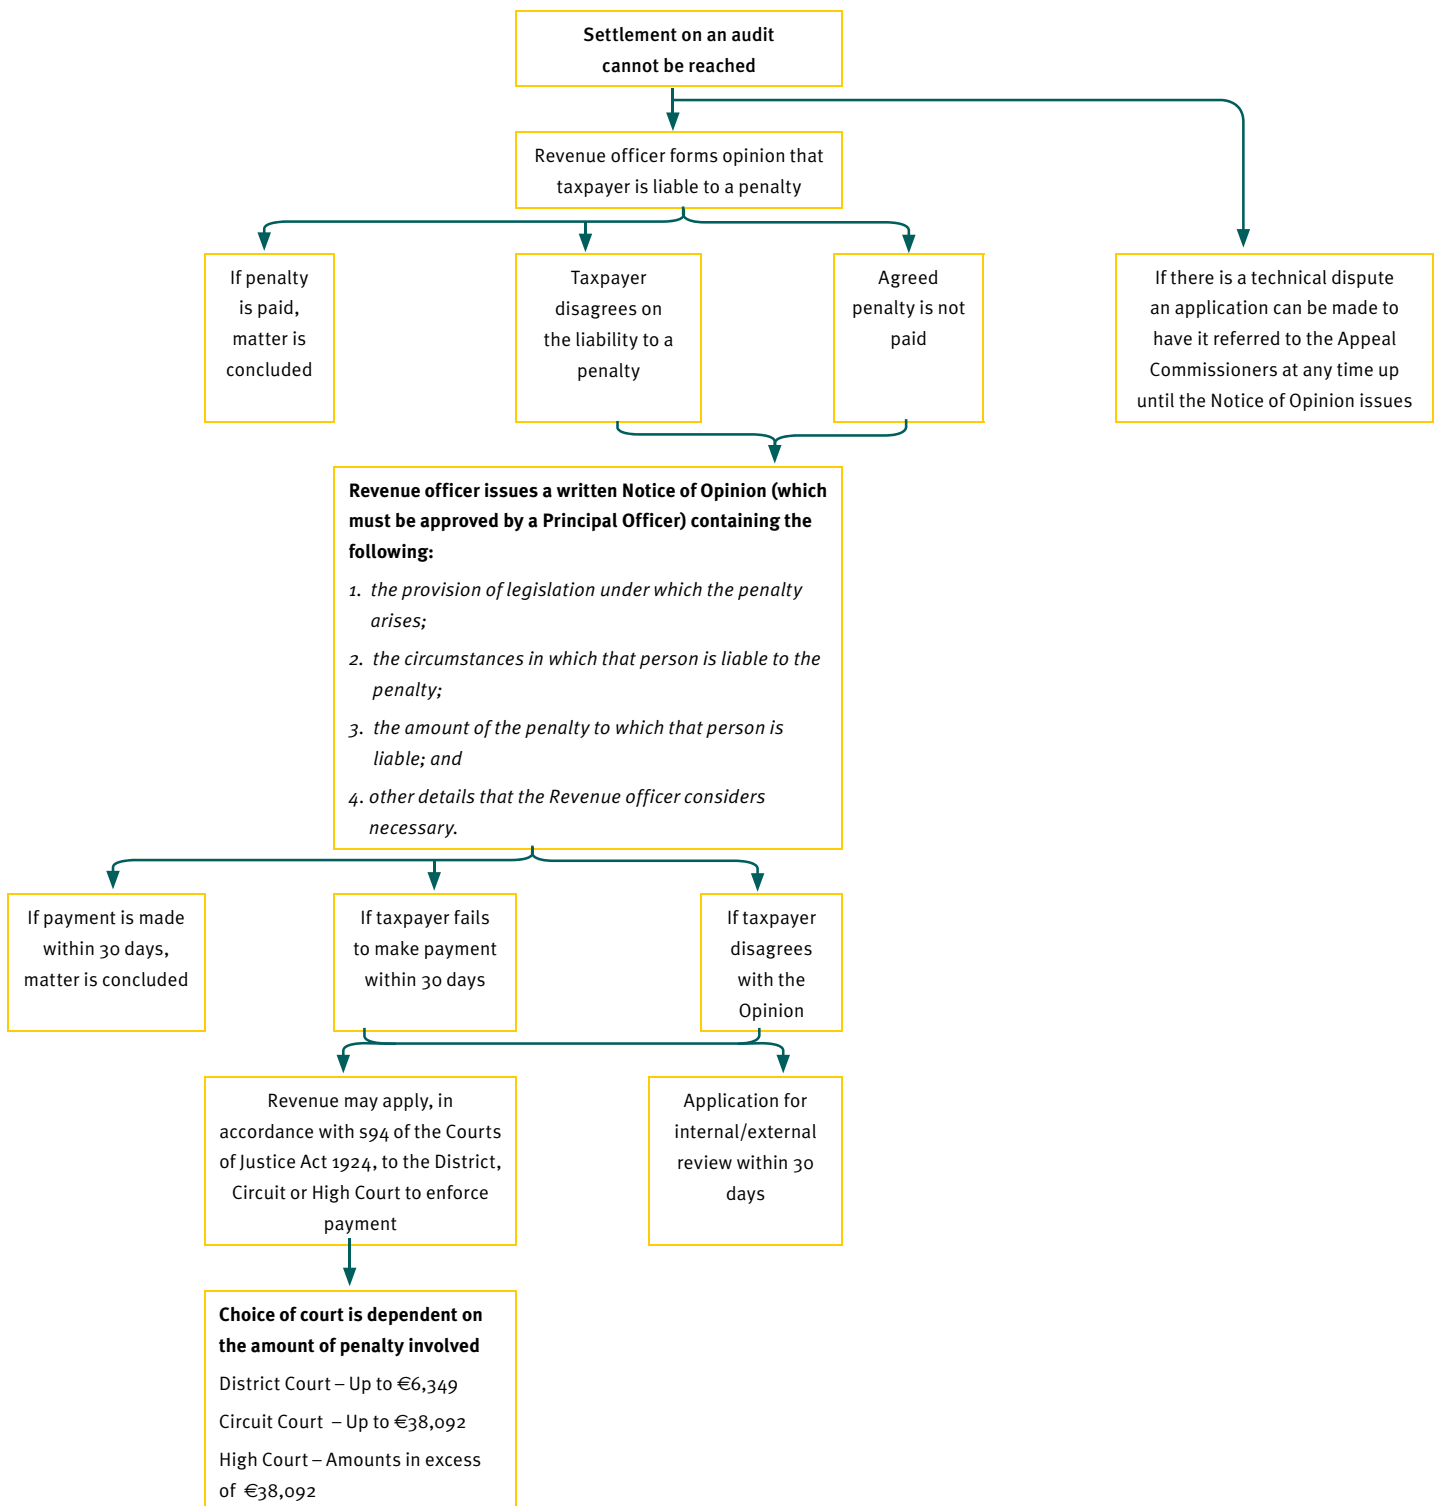 Settlement on an audit
cannot be reached
Revenue officer forms opinion that
taxpayer is liable to a penalty
If penalty
is paid,
matter is
concluded
Taxpayer
disagrees on
the liability to a
penalty
Agreed
penalty is not
paid
If there is a technical dispute
an application can be made to
have it referred to the Appeal
Commissioners at any time up
until the Notice of Opinion issues
Revenue officer issues a written Notice of Opinion (which
must be approved by a Principal Officer) containing the
following:
1. the provision of legislation under which the penalty
arises;
2. the circumstances in which that person is liable to the
penalty;
3. the amount of the penalty to which that person is
liable; and
4. other details that the Revenue officer considers
necessary.
If payment is made
within 30 days,
matter is concluded
If taxpayer fails
to make payment
within 30 days
If taxpayer
disagrees
with the
Opinion
Revenue may apply, in
accordance with s94 of the Courts
of Justice Act 1924, to the District,
Circuit or High Court to enforce
payment
Application for
internal/external
review within 30
days
Choice of court is dependent on
the amount of penalty involved
District Court – Up to €6,349
Circuit Court – Up to €38,092
High Court – Amounts in excess
of €38,092